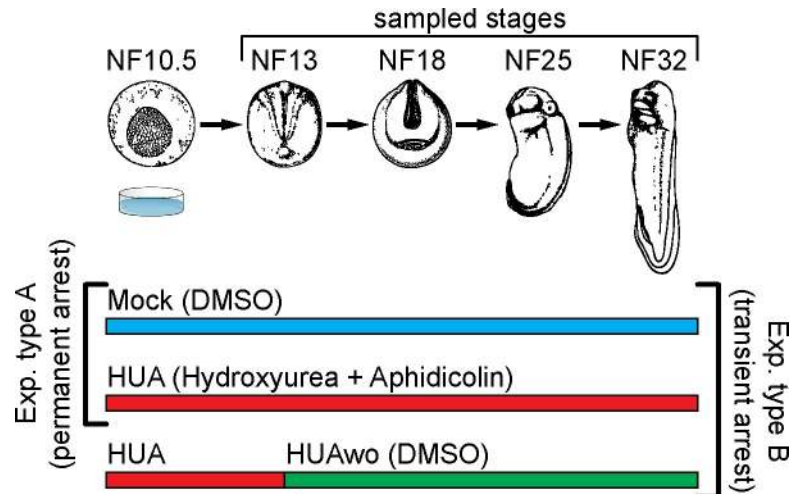 sampled stages
NF10.5 NF13 NF18 NF25 NF32
Exp. type A
(permanent arrest)
Mock (DMSO)
HUA (Hydroxyurea + Aphidicolin)
HUA HUAwo (DMSO)
Exp. type B
(transient arrest)